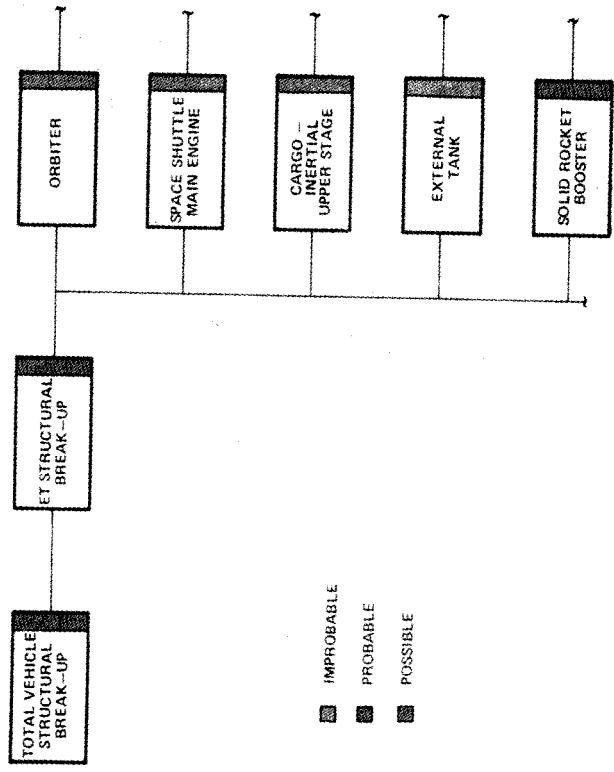 TOTAL VEHICLE
STRUCTURAL
BREAK-UP
ET STRUCTURAL
BREAK-UP
ORBITER
SPACE SHUTTLE
MAIN ENGINE
CARGO –
INERTIAL
UPPER STAGE
EXTERNAL
TANK
SOLID ROCKET
BOOSTER
IMPROBABLE
PROBABLE
POSSIBLE